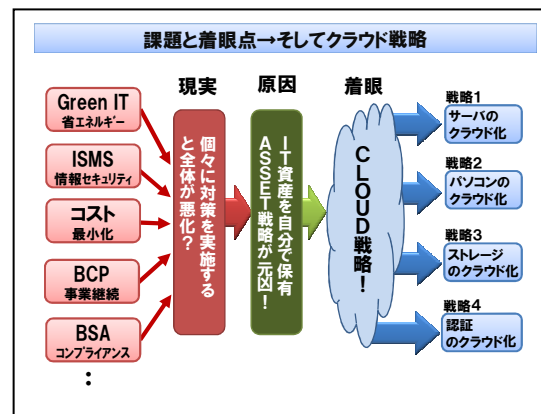 課題と着眼点→そしてクラウド戦略
現実
原因
着眼
Green IT
省エネルギー
ISMS
情報セキュリティ
コスト
最小化
BCP
事業継続
BSA
コンプライアンス
：
個々に対策を実施する
と全体が悪化？
IT資産を自分で保有
ASSET戦略が元凶！
CLOUD戦略！
戦略1
サーバの
クラウド化
戦略2
パソコンの
クラウド化
戦略3
ストレージ
のクラウド化
戦略4
認証
のクラウド化